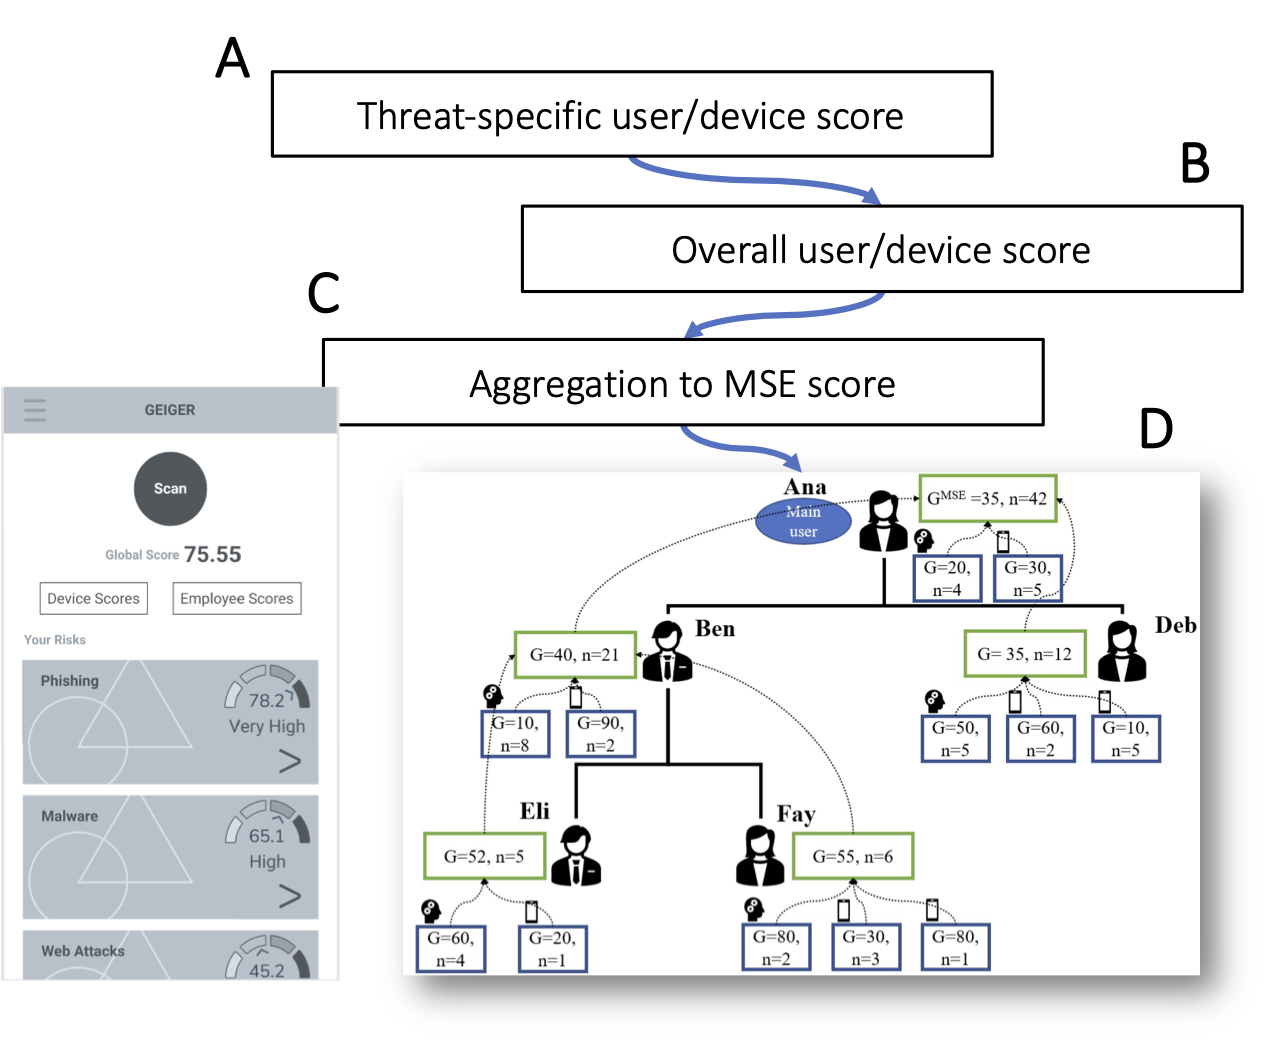 A
Threat-specific user/device score
B
Overall user/device score
C
Aggregation to MSE score
D
GEIGER
Scan
Global Score 75.55
Device Scores
Employee Scores
Your Risks
Phishing
78.2
Very High
>
Malware
65.1
High
>
Web Attacks
45.2
Ana
Main
user
GMSE =35, n=42
G=20,
n=4
G=30,
n=5
Ben
G=40, n=21
G=10,
n=8
G=90,
n=2
Deb
G= 35, n=12
G=50,
n=5
G=60,
n=2
G=10,
n=5
Eli
G=52, n=5
G=60,
n=4
G=20,
n=1
Fay
G=55, n=6
G=80,
n=2
G=30,
n=3
G=80,
n=1